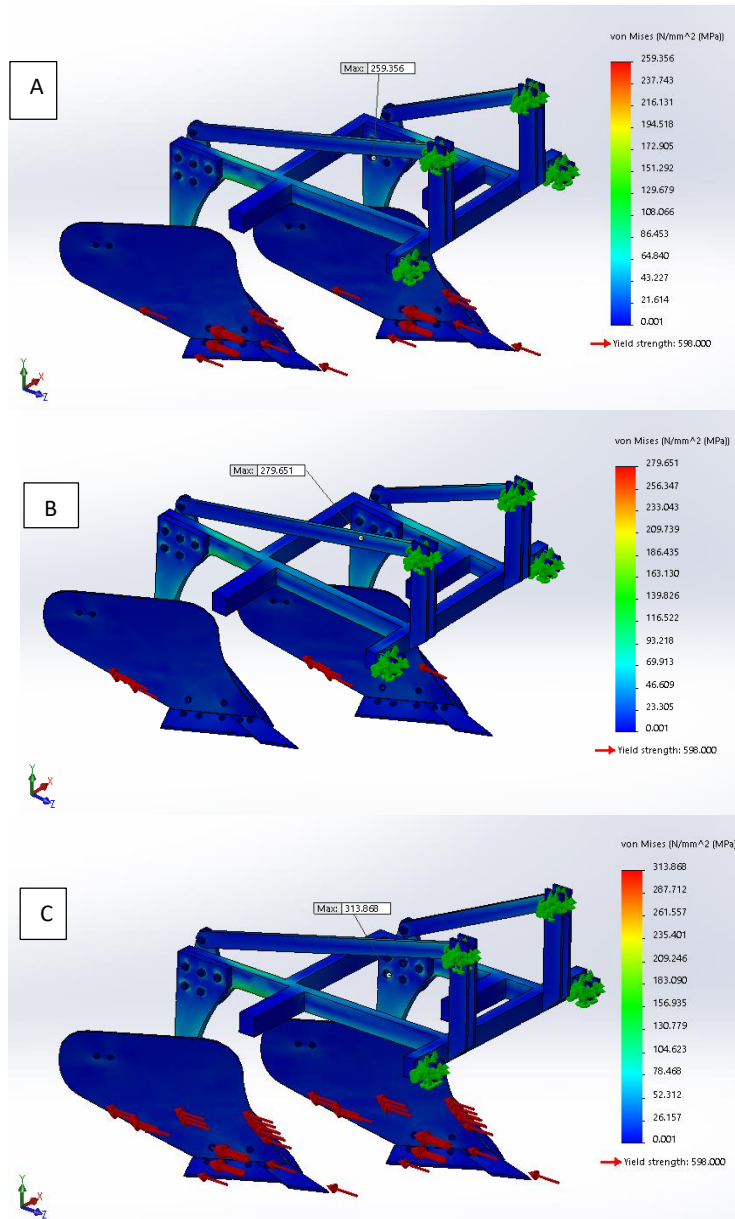 A
von Mises (N/mm^2 (MPa))
Max: 259.356
259.356
237.743
216.131
194.518
172.905
151.292
129.679
108.066
86.453
64.840
43.227
21.614
0.001
Yield strength: 598.000
Y
X
Z
B
von Mises (N/mm^2 (MPa))
Max: 279.651
279.651
256.347
233.043
209.739
186.435
163.130
139.826
116.522
93.218
69.913
46.609
23.305
0.001
Yield strength: 598.000
Y
X
Z
C
von Mises (N/mm^2 (MPa))
Max: 313.868
313.868
287.712
261.557
235.401
209.246
183.090
156.935
130.779
104.623
78.468
52.312
26.157
0.001
Yield strength: 598.000
Y
X
Z